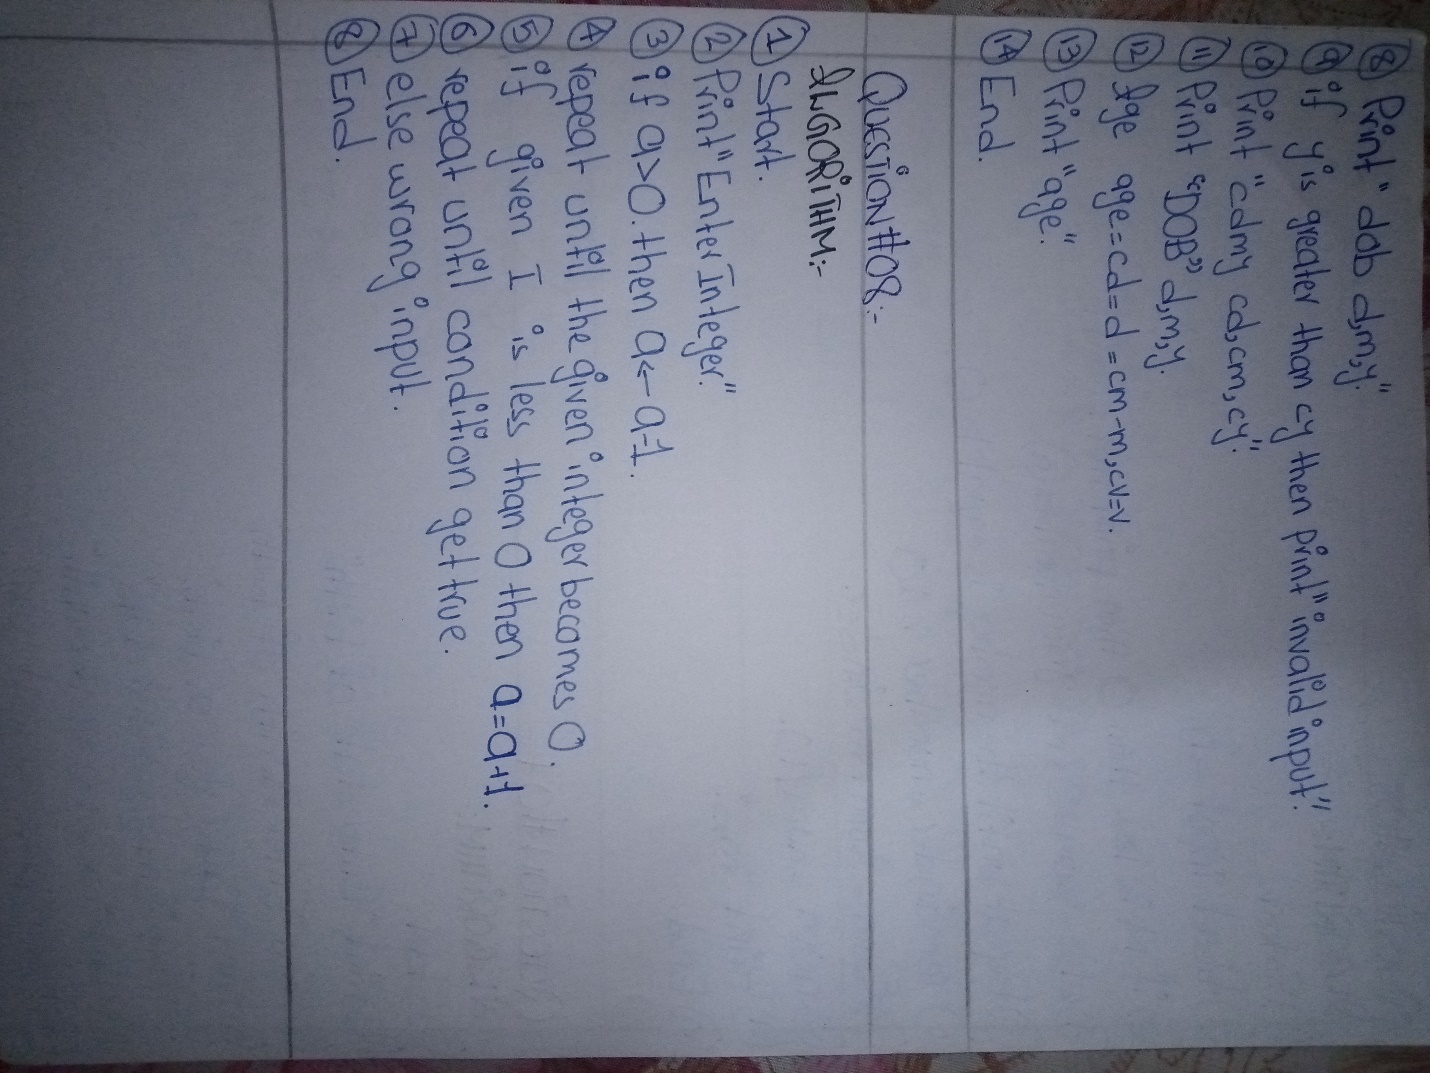 ⑧ Print" dob d,m,y".
⑨ if y is greater than cy then print" invalid input".
⑩ Print "cdmy cd,cm,cy".
⑪ Print "DOB" d,m,y.
⑫ Age age=cd=d=cm-m,cv=v.
⑬ Print "age".
⑭ End.
QUESTION#08:-
ALGORITHM:-
① Start.
② Print" Enter Integer."
③ if a>0. then a← a=1.
④ repeat until the given integer becomes 0.
⑤ if given I is less than 0 then a=a+1.
⑥ repeat until condition get true.
⑦ else wrong input.
⑧ End.